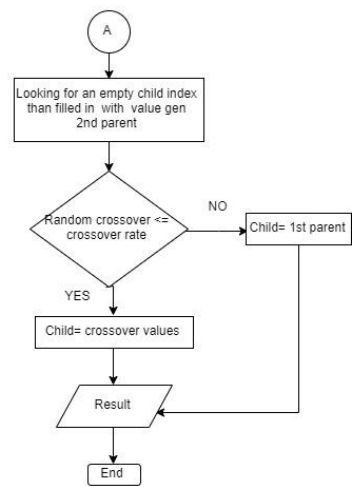 A
Looking for an empty child index
than filled in with value gen
2nd parent
Random crossover <=
crossover rate
NO
Child= 1st parent
YES
Child= crossover values
Result
End